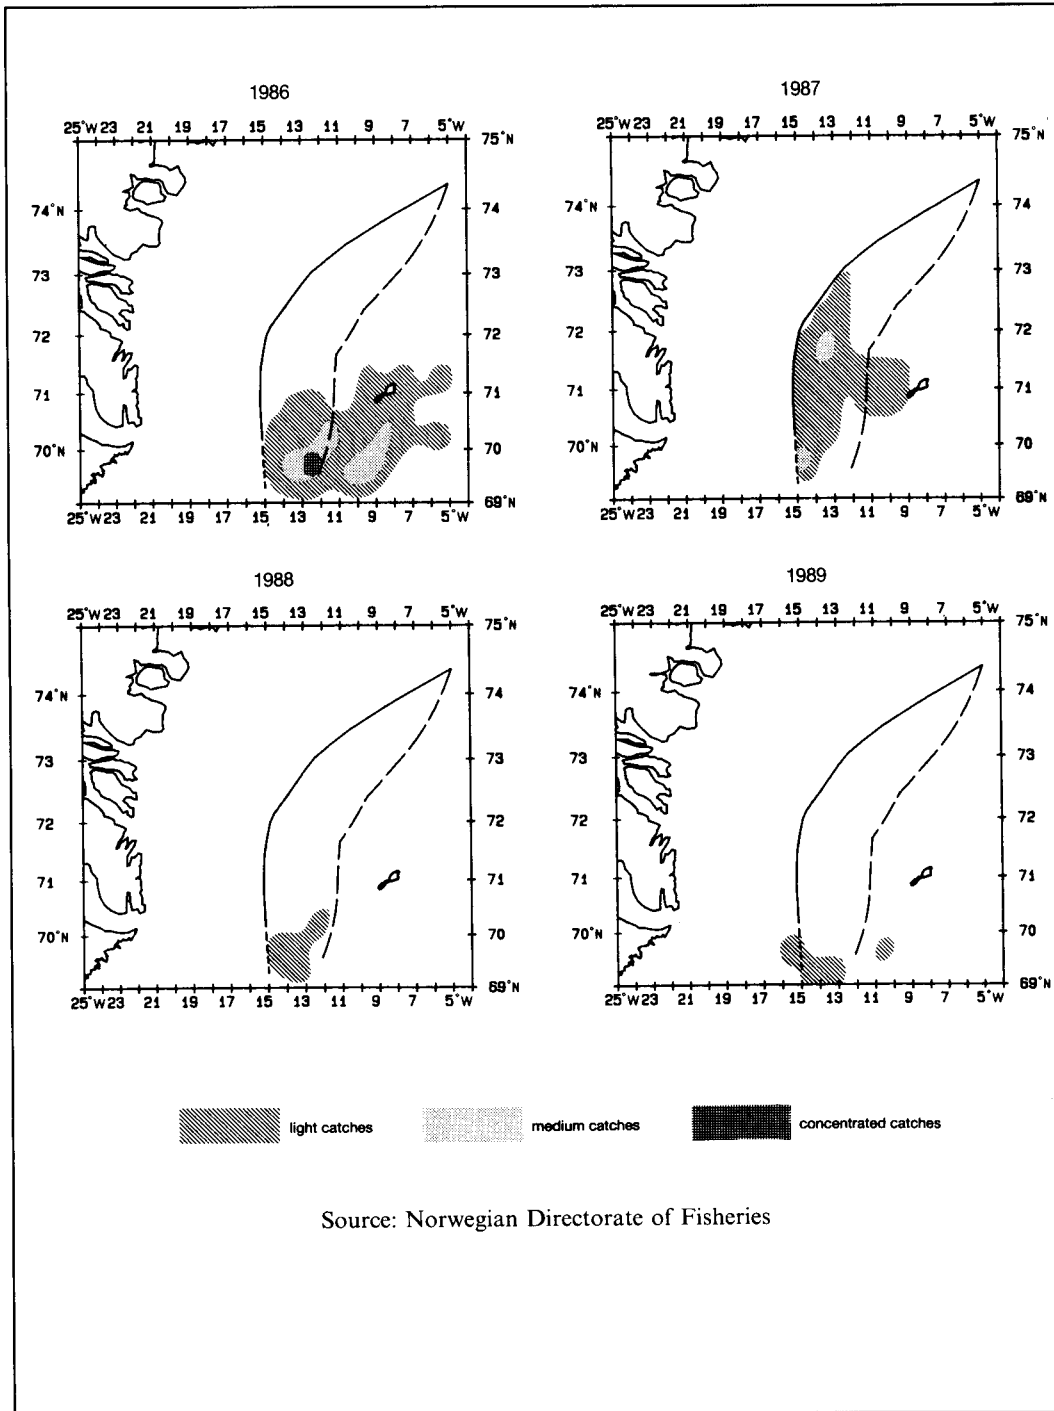 1986
25°W 23 21 19 17 15 13 11 9 7 5°W
75°N
74°N 74
73 73
72 72
71 71
70°N 70
69°N
25°W 23 21 19 17 15 13 11 9 7 5°W
1987
25°W 23 21 19 17 15 13 11 9 7 5°W
75°N
74°N 74
73 73
72 72
71 71
70°N 70
69°N
25°W 23 21 19 17 15 13 11 9 7 5°W
1988
25°W 23 21 19 17 15 13 11 9 7 5°W
75°N
74°N 74
73 73
72 72
71 71
70°N 70
69°N
25°W 23 21 19 17 15 13 11 9 7 5°W
1989
25°W 23 21 19 17 15 13 11 9 7 5°W
75°N
74°N 74
73 73
72 72
71 71
70°N 70
69°N
25°W 23 21 19 17 15 13 11 9 7 5°W
light catches medium catches concentrated catches
Source: Norwegian Directorate of Fisheries